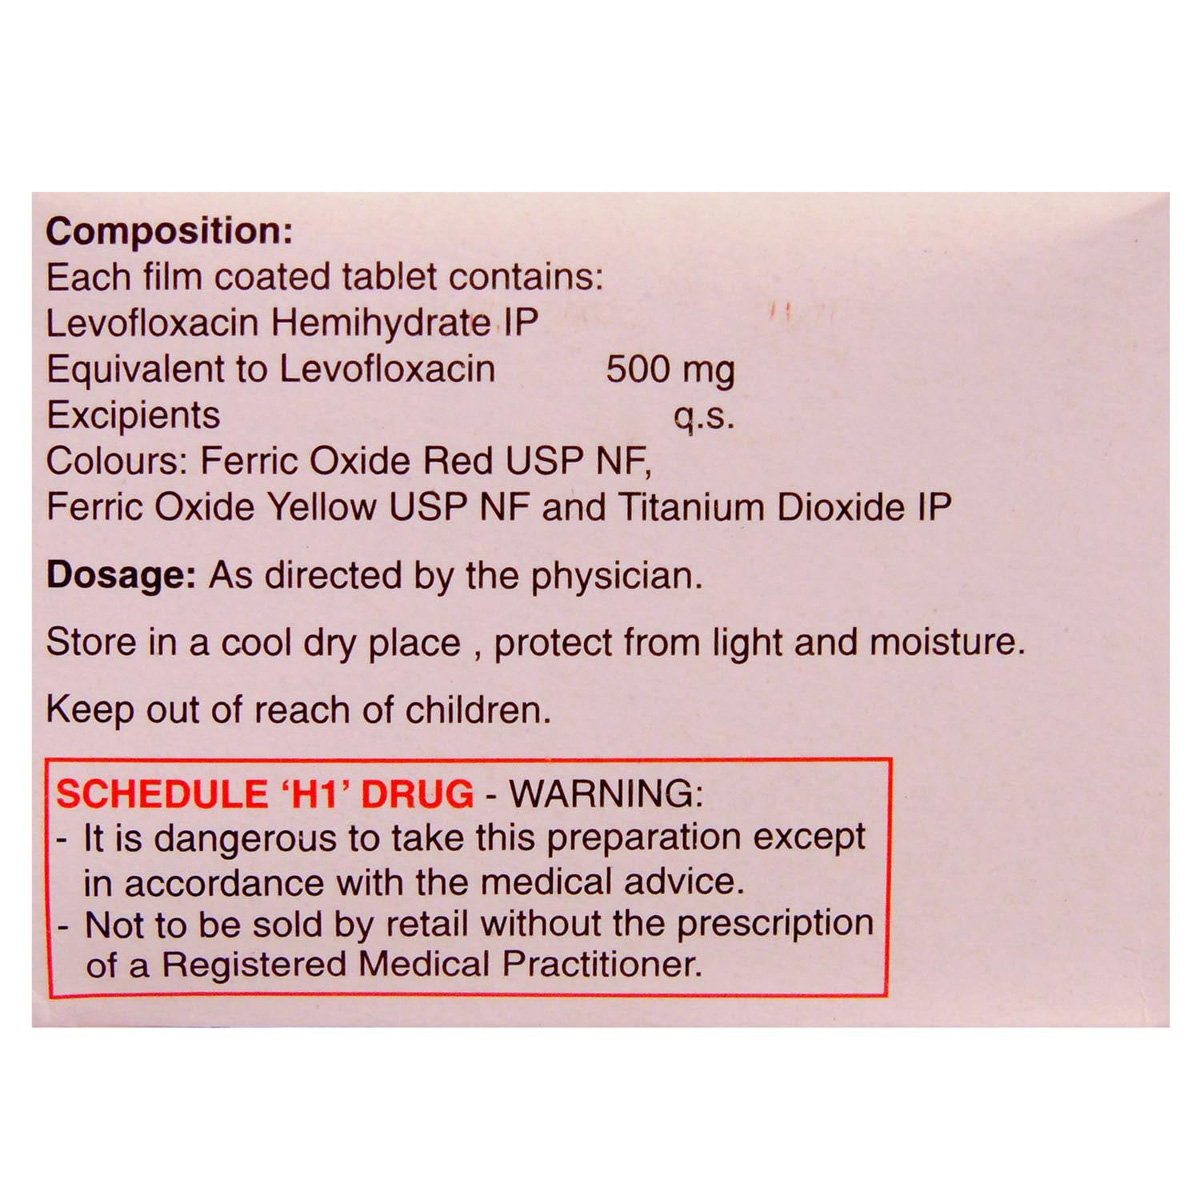 Composition:
Each film coated tablet contains:
Levofloxacin Hemihydrate IP
Equivalent to Levofloxacin 500 mg
Excipients q.s.
Colours: Ferric Oxide Red USP NF,
Ferric Oxide Yellow USP NF and Titanium Dioxide IP
Dosage: As directed by the physician.
Store in a cool dry place , protect from light and moisture.
Keep out of reach of children.
SCHEDULE ‘H1’ DRUG - WARNING:
- It is dangerous to take this preparation except
in accordance with the medical advice.
- Not to be sold by retail without the prescription
of a Registered Medical Practitioner.